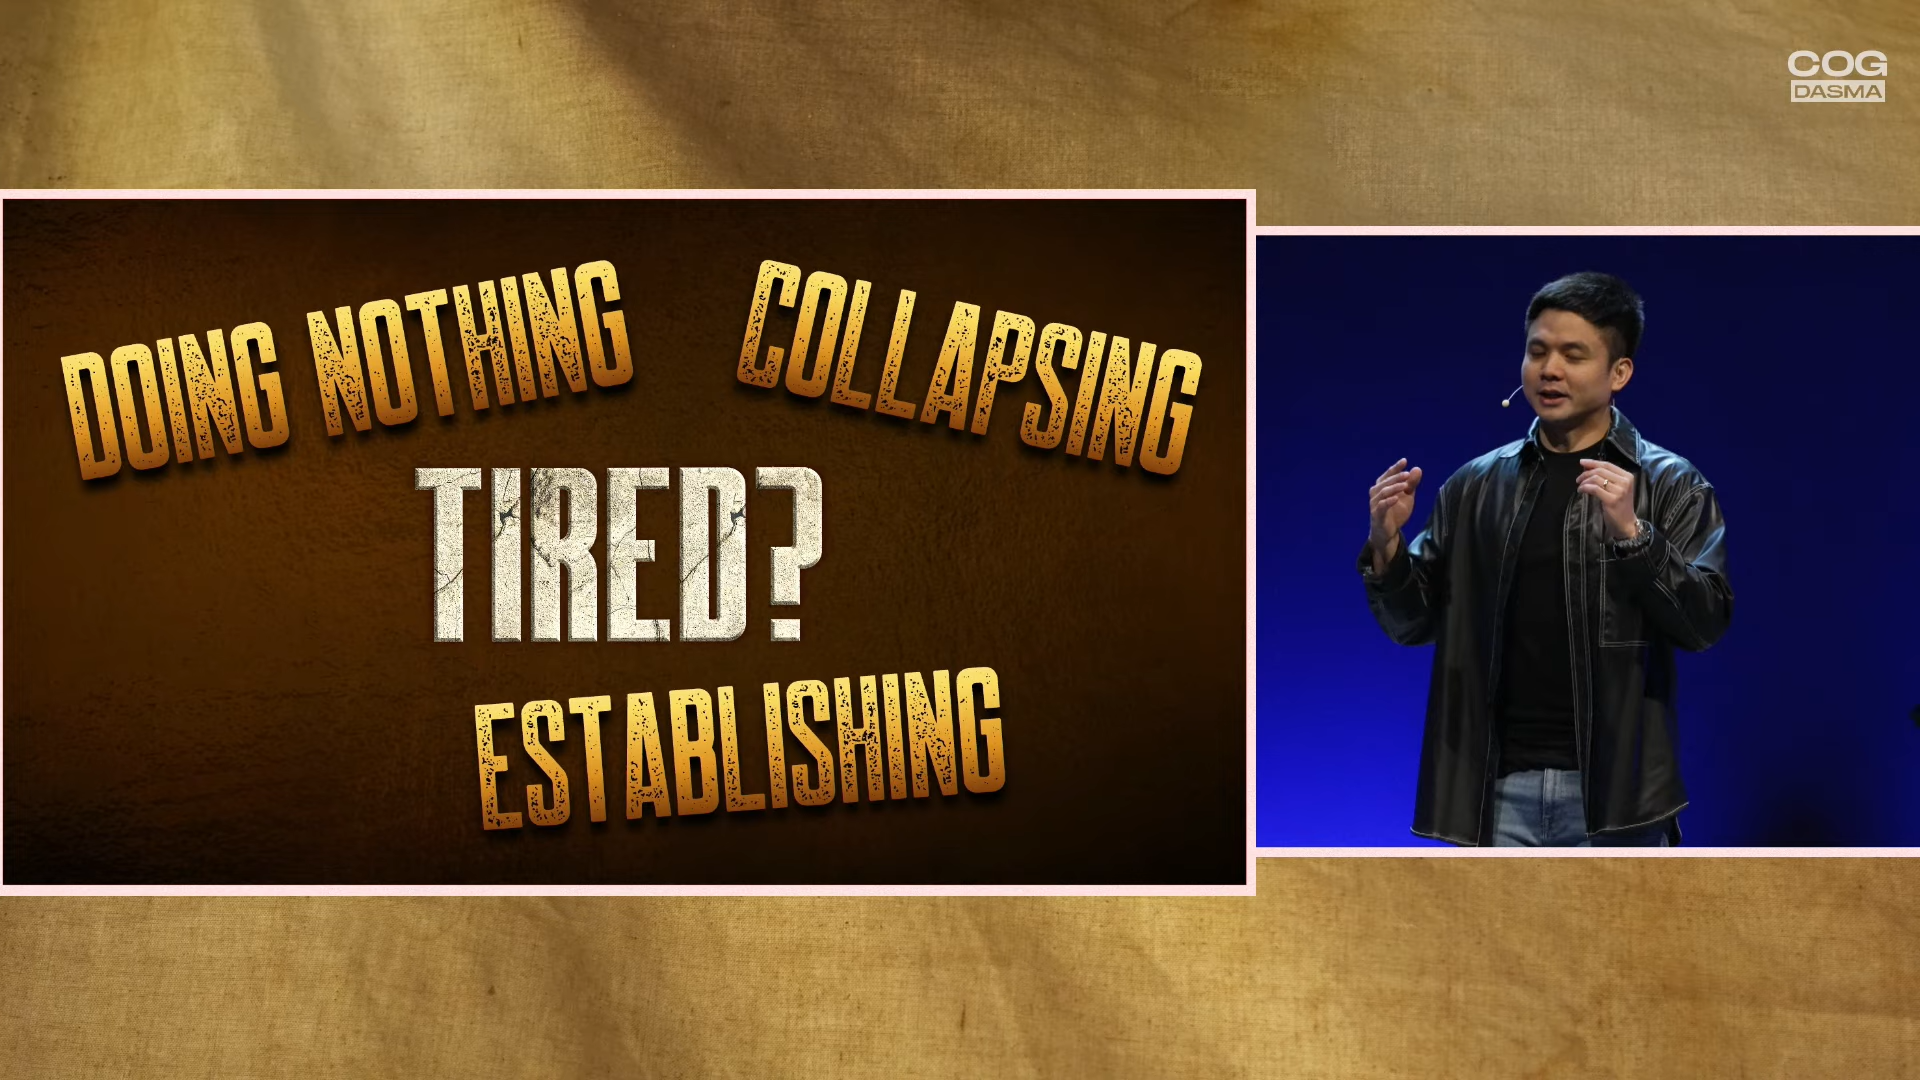 COG
DASMA
DOING NOTHING
COLLAPSING
TIRED?
ESTABLISHING